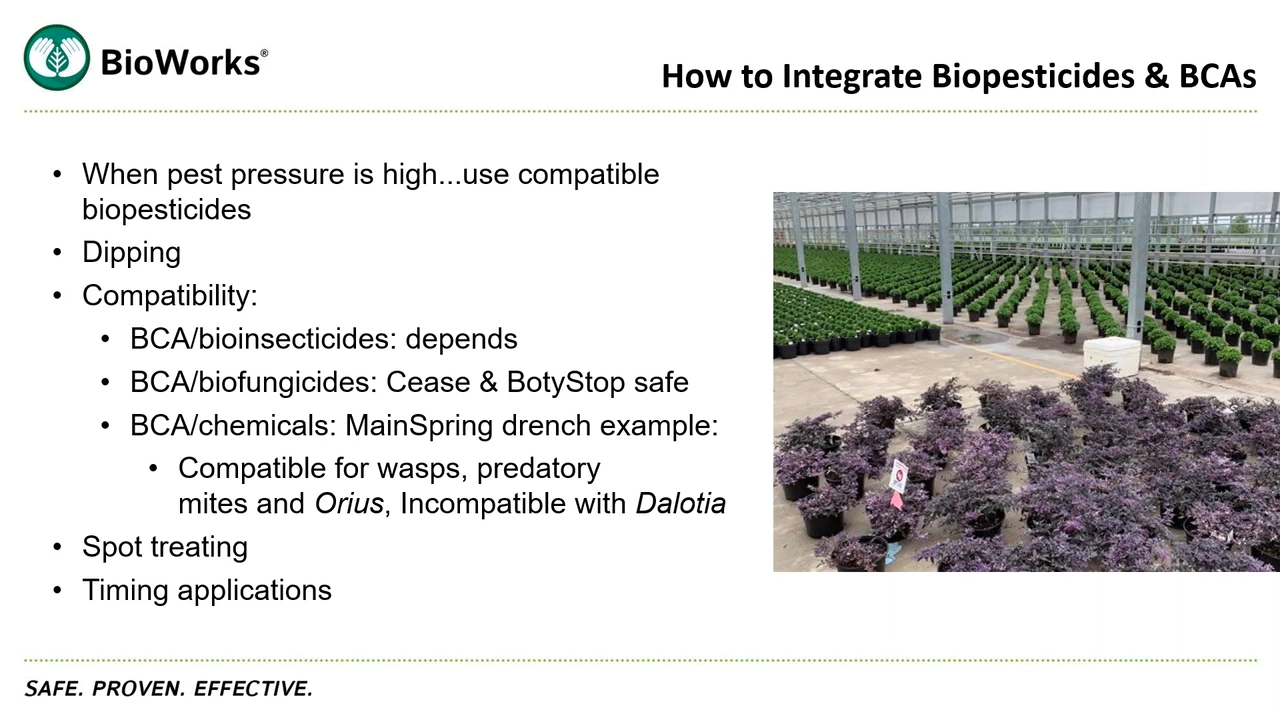 BioWorks®
How to Integrate Biopesticides & BCAs
• When pest pressure is high...use compatible
biopesticides
• Dipping
• Compatibility:
• BCA/bioinsecticides: depends
• BCA/biofungicides: Cease & BotyStop safe
• BCA/chemicals: MainSpring drench example:
• Compatible for wasps, predatory
mites and Orius, Incompatible with Dalotia
• Spot treating
• Timing applications
SAFE. PROVEN. EFFECTIVE.